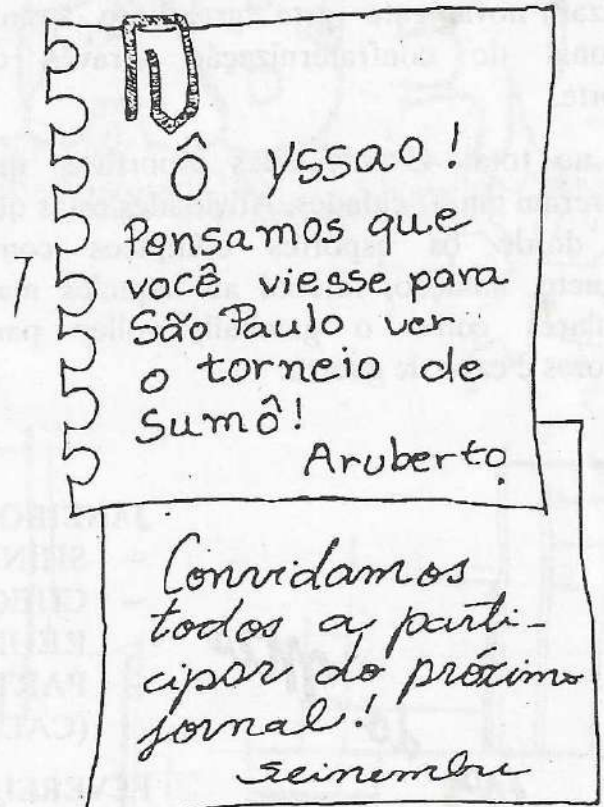 Ô yssao!
Pensamos que
você viesse para
São Paulo ver
o torneio de
Sumô!
Aruberto
Convidamos
todos a parti-
cipar do próximo
jornal!
seinembu